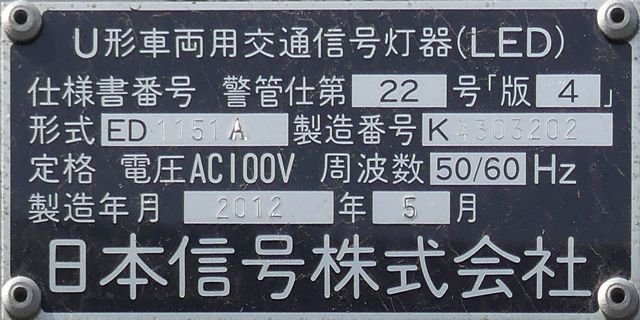 U形車両用交通信号灯器(LED)
仕様書番号 警管仕第 22 号「版 4 」
形式 ED1151A 製造番号 K4303202
定格 電圧AC100V 周波数 50/60 Hz
製造年月 2012 年 5 月
日本信号株式会社